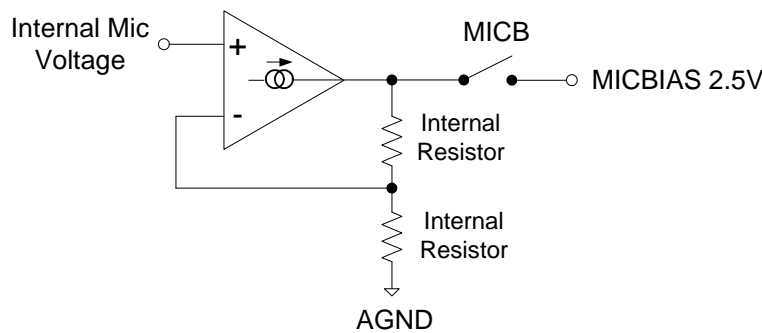 Internal Mic
Voltage
+
-
MICB
MICBIAS 2.5V
Internal
Resistor
Internal
Resistor
AGND